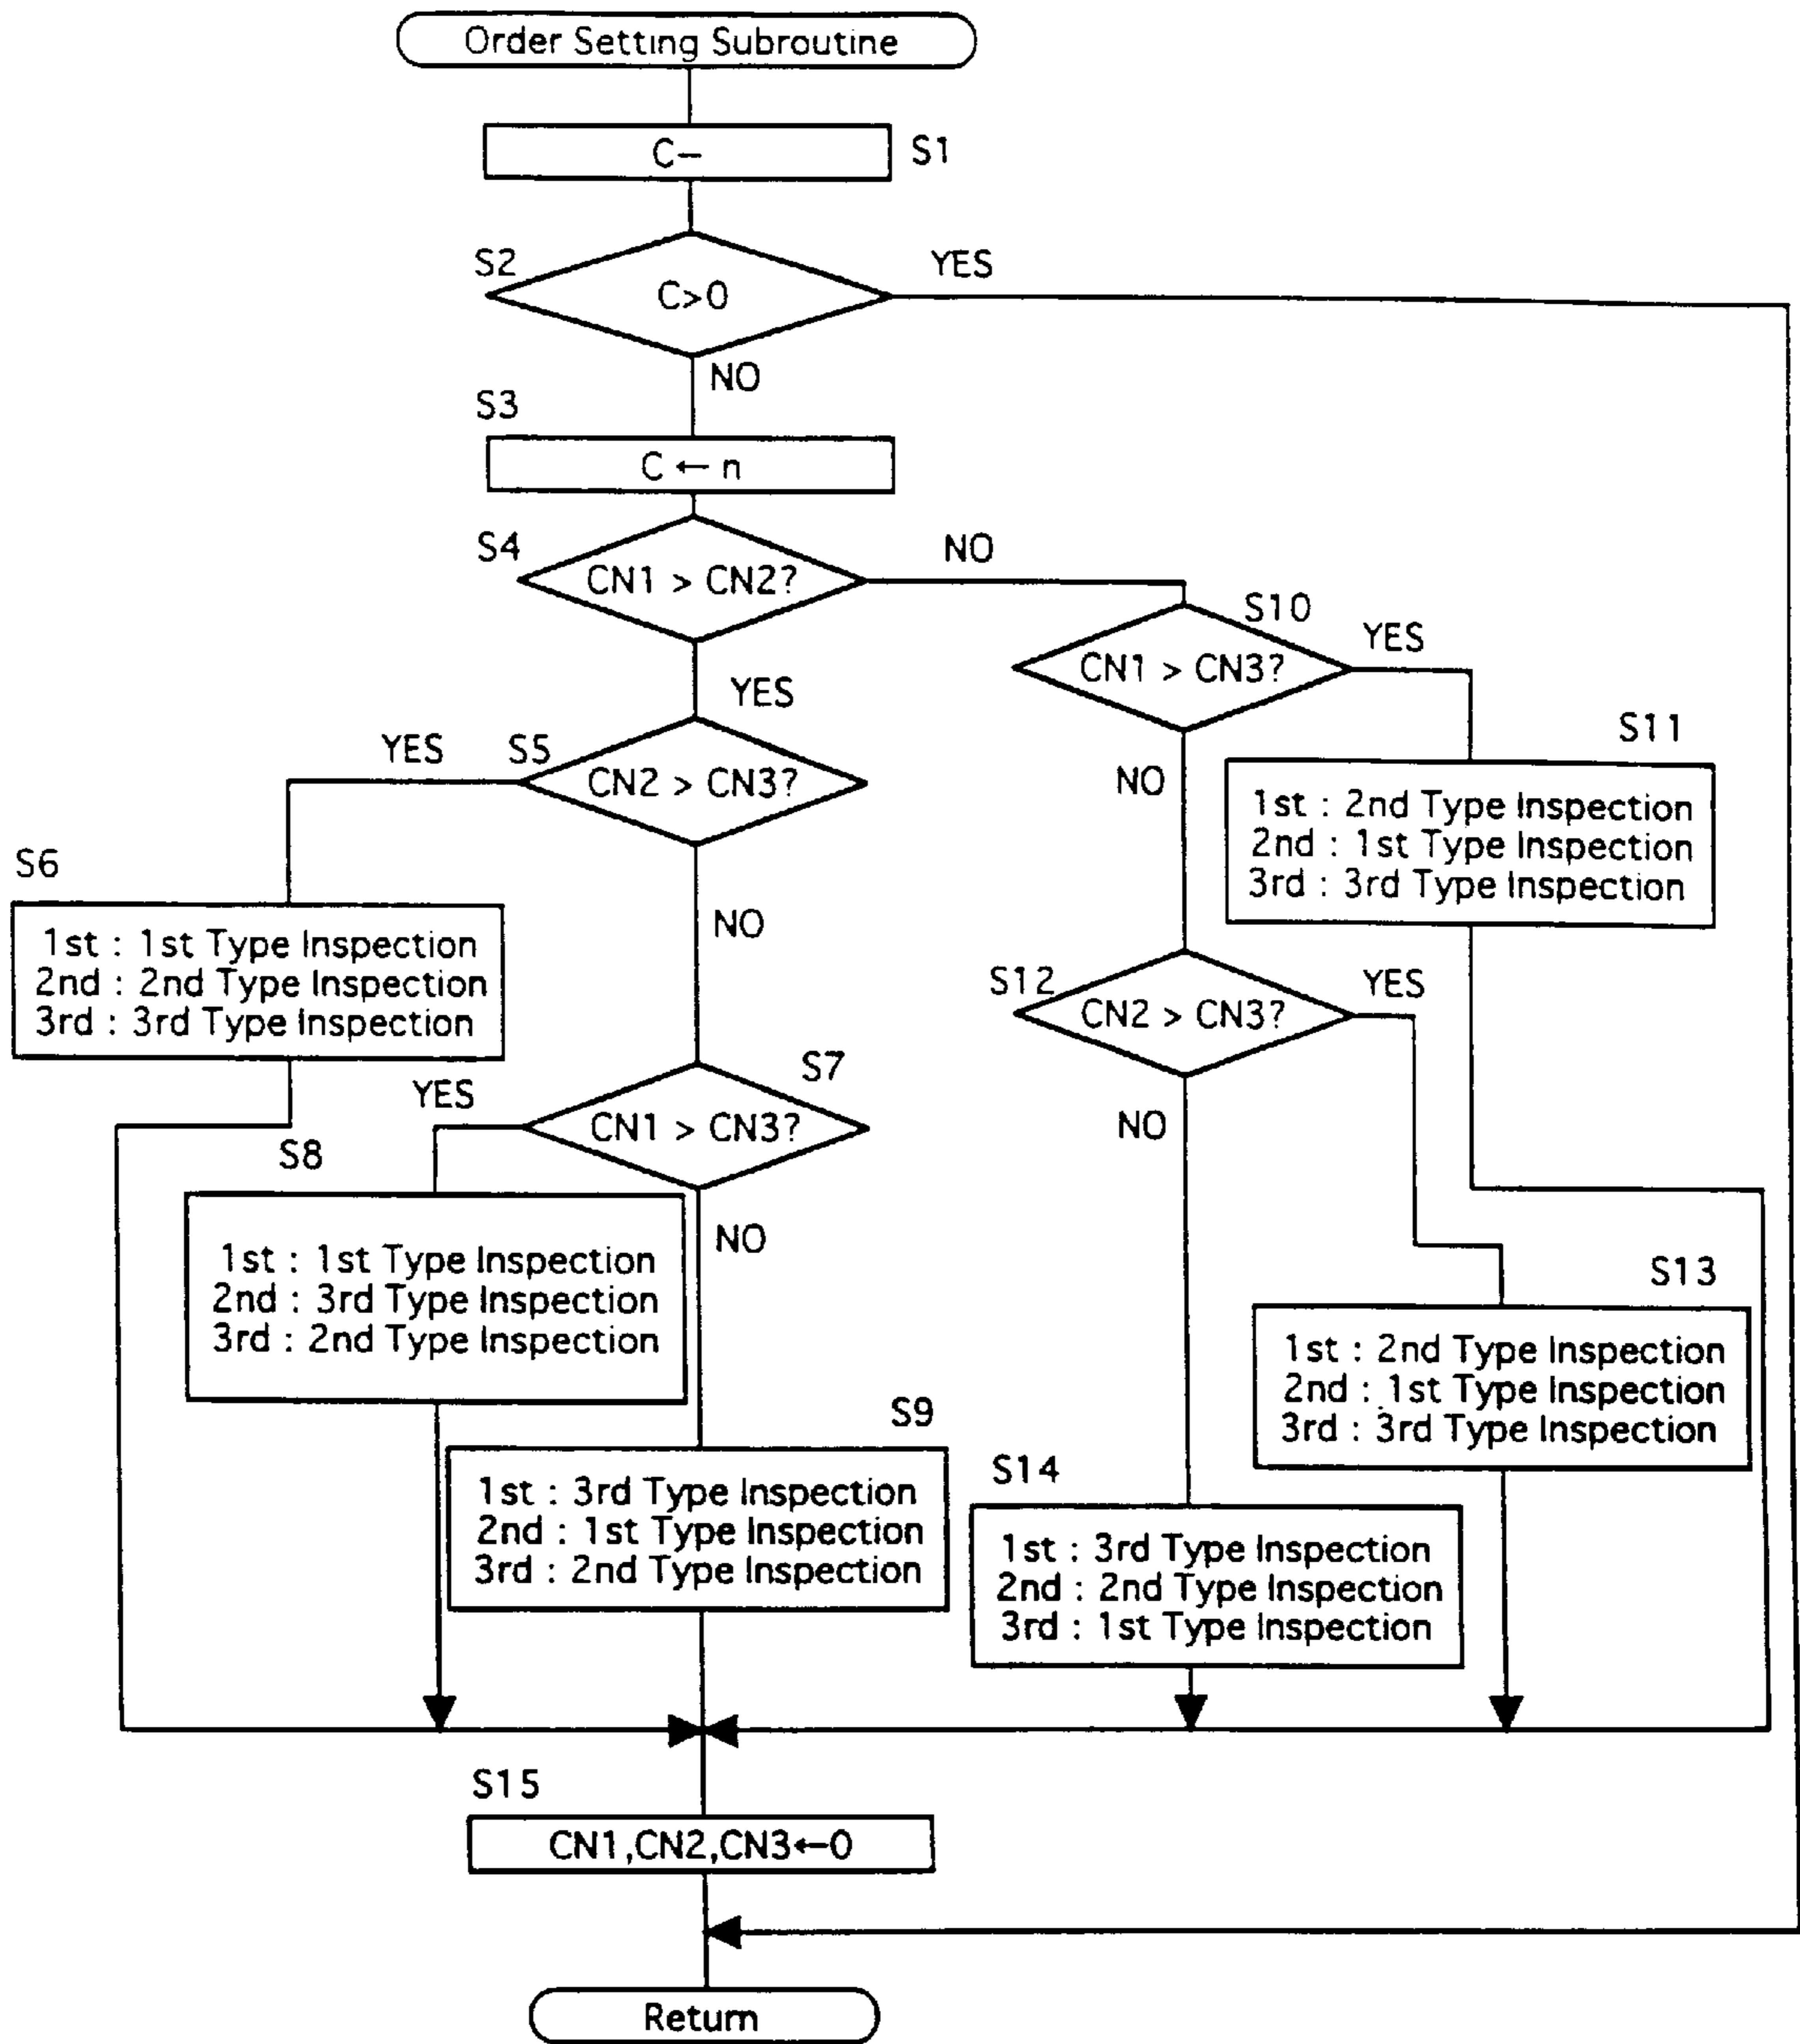 Order Setting Subroutine
C–
S1
S2
C>0
YES
NO
S3
C ← n
S4
CN1 > CN2?
NO
YES
S10
CN1 > CN3?
YES
NO
S5
CN2 > CN3?
YES
NO
S11
1st : 2nd Type Inspection
2nd : 1st Type Inspection
3rd : 3rd Type Inspection
S6
1st : 1st Type Inspection
2nd : 2nd Type Inspection
3rd : 3rd Type Inspection
S12
CN2 > CN3?
YES
NO
S7
CN1 > CN3?
YES
NO
S8
1st : 1st Type Inspection
2nd : 3rd Type Inspection
3rd : 2nd Type Inspection
S13
1st : 2nd Type Inspection
2nd : 1st Type Inspection
3rd : 3rd Type Inspection
S9
1st : 3rd Type Inspection
2nd : 1st Type Inspection
3rd : 2nd Type Inspection
S14
1st : 3rd Type Inspection
2nd : 2nd Type Inspection
3rd : 1st Type Inspection
S15
CN1,CN2,CN3←0
Return